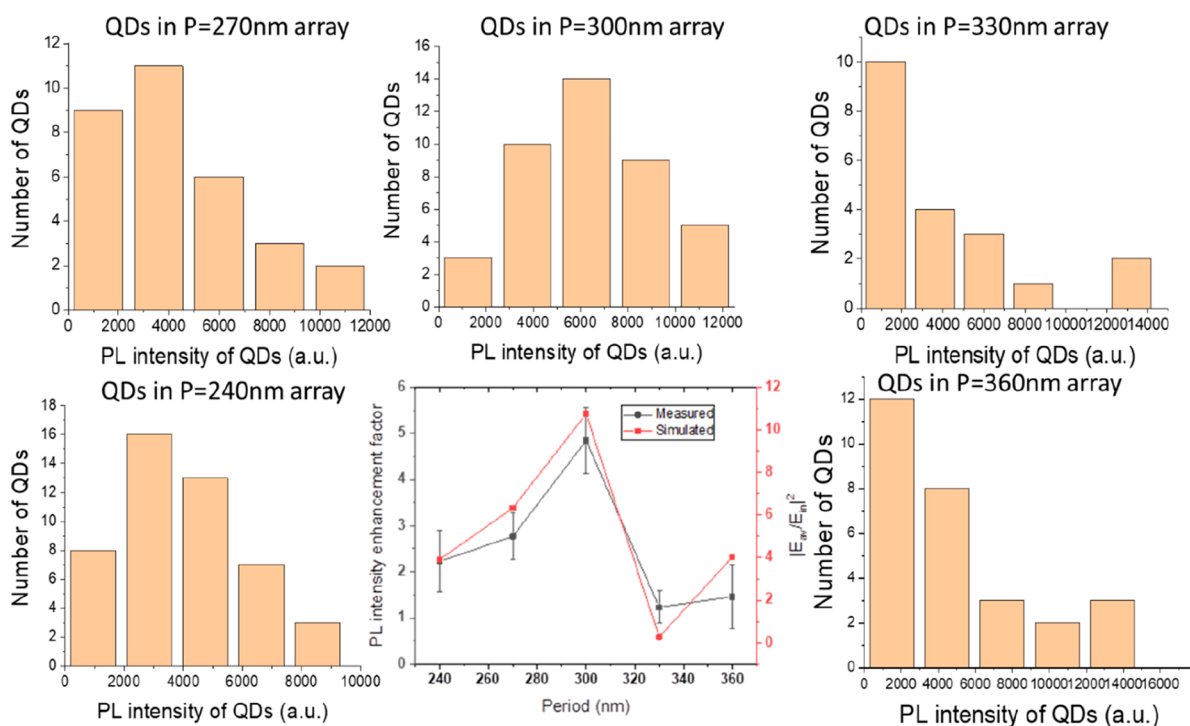 QDs in P=270nm array
12
10
8
6
4
2
0
Number of QDs
0 2000 4000 6000 8000 10000 12000
PL intensity of QDs (a.u.)
QDs in P=300nm array
16
14
12
10
8
6
4
2
0
Number of QDs
0 2000 4000 6000 8000 10000 12000
PL intensity of QDs (a.u.)
QDs in P=330nm array
10
8
6
4
2
0
Number of QDs
0 2000 4000 6000 8000 10000 12000 14000
PL intensity of QDs (a.u.)
QDs in P=240nm array
18
16
14
12
10
8
6
4
2
0
Number of QDs
0 2000 4000 6000 8000 10000
PL intensity of QDs (a.u.)
6
5
4
3
2
1
0
PL intensity enhancement factor
Measured
Simulated
12
10
8
6
4
2
0
|E_av/E_in|²
240 260 280 300 320 340 360
Period (nm)
QDs in P=360nm array
12
10
8
6
4
2
0
Number of QDs
0 2000 4000 6000 8000 10000 12000 14000 16000
PL intensity of QDs (a.u.)